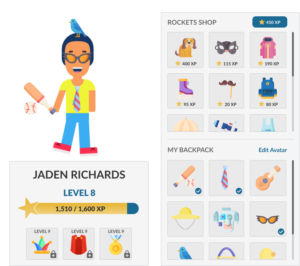 ROCKETS SHOP
450 XP
400 XP
115 XP
190 XP
95 XP
20 XP
80 XP
MY BACKPACK
Edit Avatar
JADEN RICHARDS
LEVEL 8
1,510 / 1,600 XP
LEVEL 9
LEVEL 9
LEVEL 9